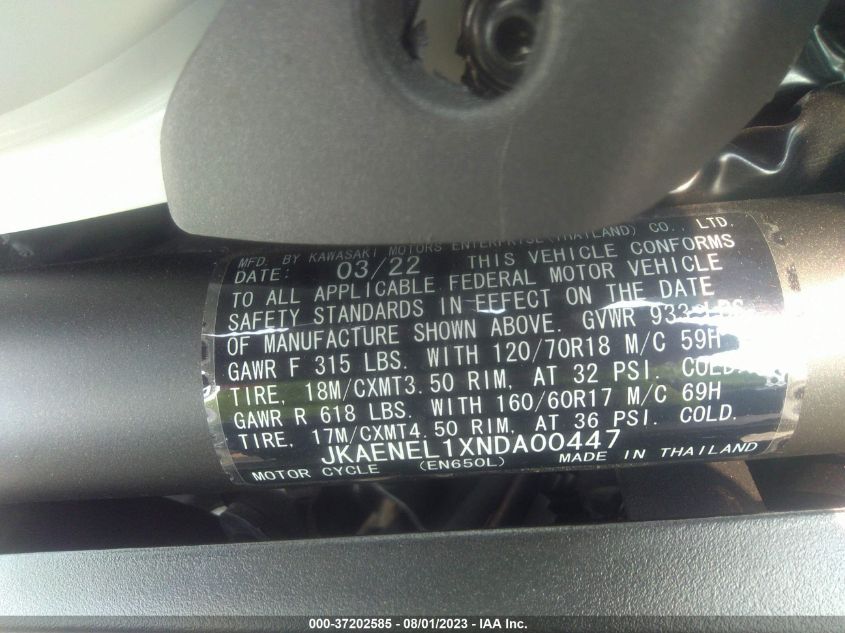 MFD. BY KAWASAKI MOTORS ENTERPRISE (THAILAND) CO., LTD.
DATE: 03/22 THIS VEHICLE CONFORMS
TO ALL APPLICABLE FEDERAL MOTOR VEHICLE
SAFETY STANDARDS IN EFFECT ON THE DATE
OF MANUFACTURE SHOWN ABOVE. GVWR 933 LBS
GAWR F 315 LBS. WITH 120/70R18 M/C 59H
TIRE, 18M/CXMT3.50 RIM, AT 32 PSI. COLD.
GAWR R 618 LBS. WITH 160/60R17 M/C 69H
TIRE, 17M/CXMT4.50 RIM, AT 36 PSI. COLD.
JKAENEL1XNDA00447
MOTOR CYCLE (EN650L) MADE IN THAILAND
000-37202585 - 08/01/2023 - IAA Inc.